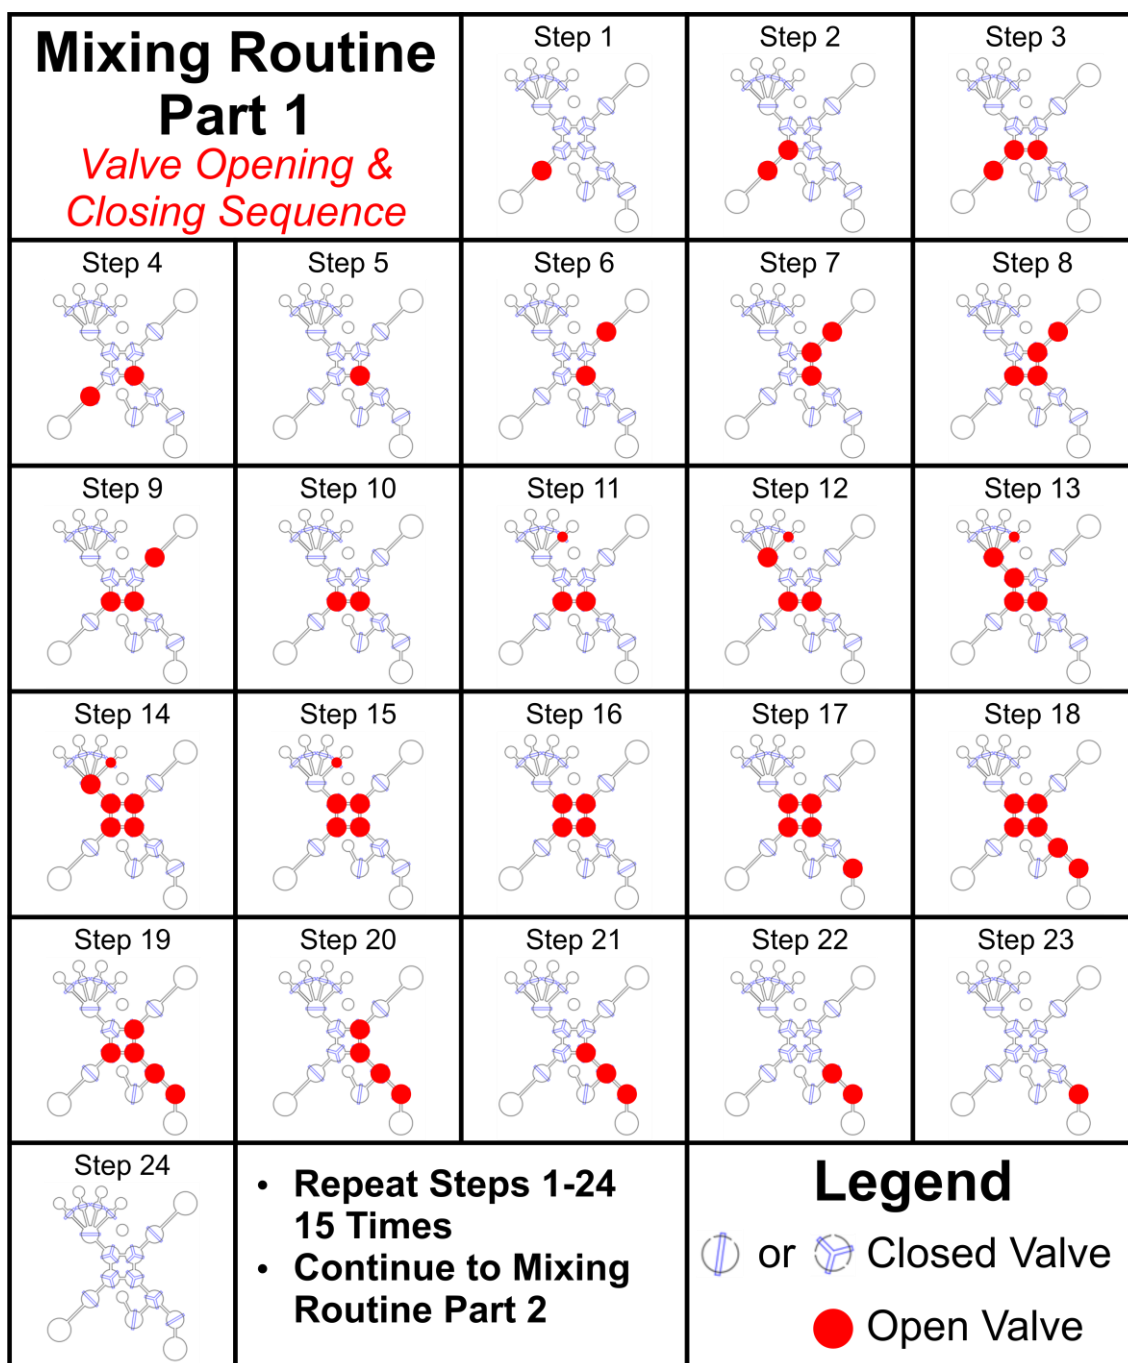 Mixing Routine
Part 1
Valve Opening &
Closing Sequence
Step 1
Step 2
Step 3
Step 4
Step 5
Step 6
Step 7
Step 8
Step 9
Step 10
Step 11
Step 12
Step 13
Step 14
Step 15
Step 16
Step 17
Step 18
Step 19
Step 20
Step 21
Step 22
Step 23
Step 24
• Repeat Steps 1-24
15 Times
• Continue to Mixing
Routine Part 2
Legend
or Closed Valve
Open Valve